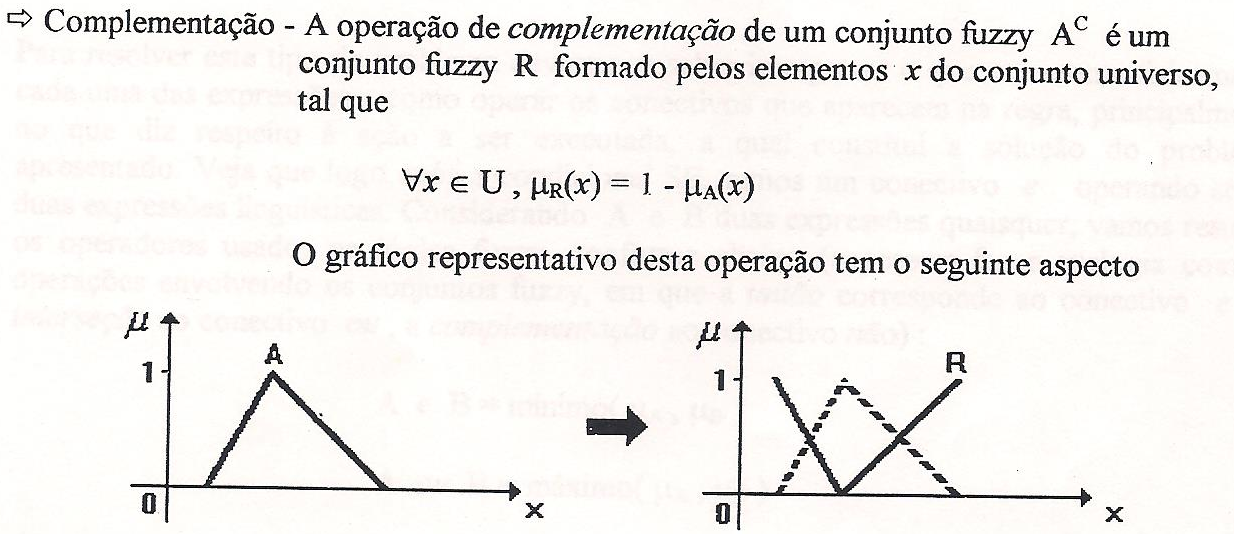 ⇨ Complementação - A operação de complementação de um conjunto fuzzy Aᶜ é um
conjunto fuzzy R formado pelos elementos x do conjunto universo,
tal que
∀x ∈ U , μR(x) = 1 - μA(x)
O gráfico representativo desta operação tem o seguinte aspecto
μ
A
1
0
x
μ
R
1
0
x